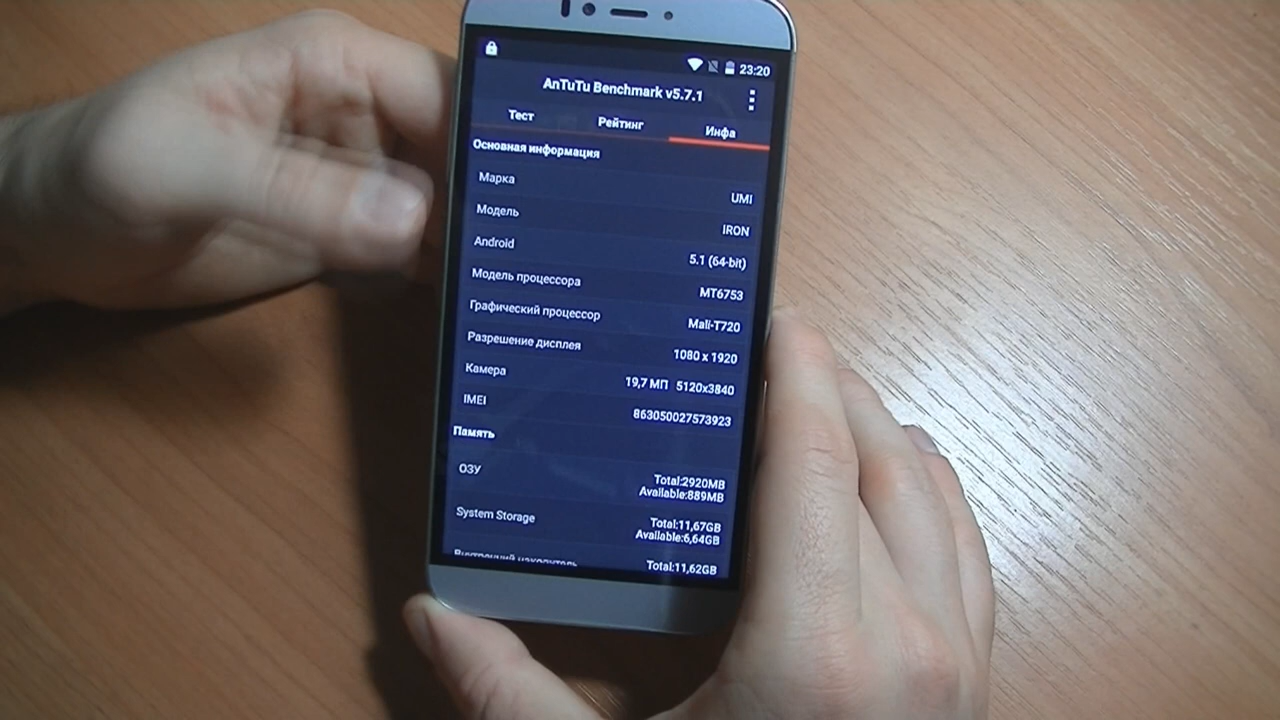 23:20
AnTuTu Benchmark v5.7.1
Тест Рейтинг Инфа
Основная информация
Марка UMI
Модель IRON
Android 5.1 (64-bit)
Модель процессора MT6753
Графический процессор Mali-T720
Разрешение дисплея 1080 x 1920
Камера 19,7 МП 5120x3840
IMEI 863050027573923
Память
ОЗУ Total:2920MB
Available:889MB
System Storage Total:11,67GB
Available:6,64GB
Внутренний накопитель Total:11,62GB